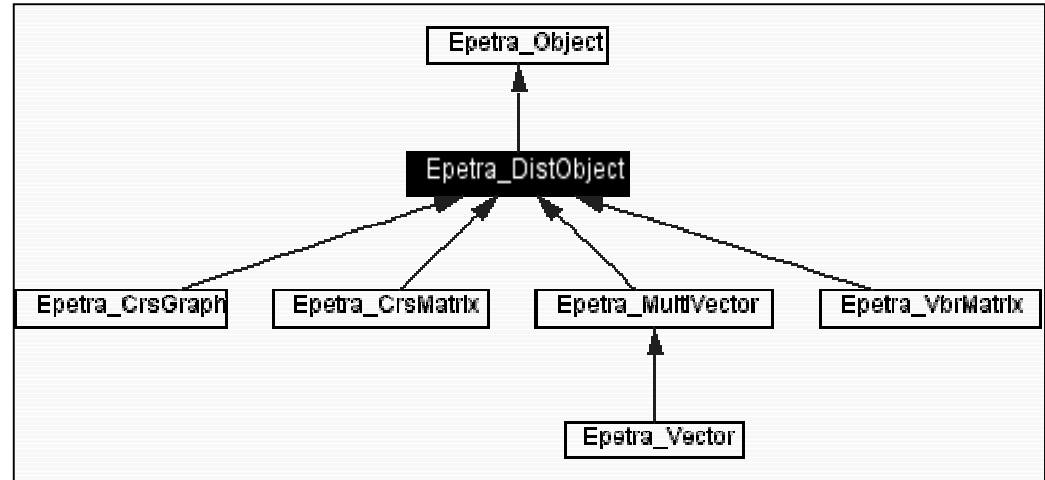 Epetra_Object
Epetra_DistObject
Epetra_CrsGraph
Epetra_CrsMatrix
Epetra_MultiVector
Epetra_VbrMatrix
Epetra_Vector